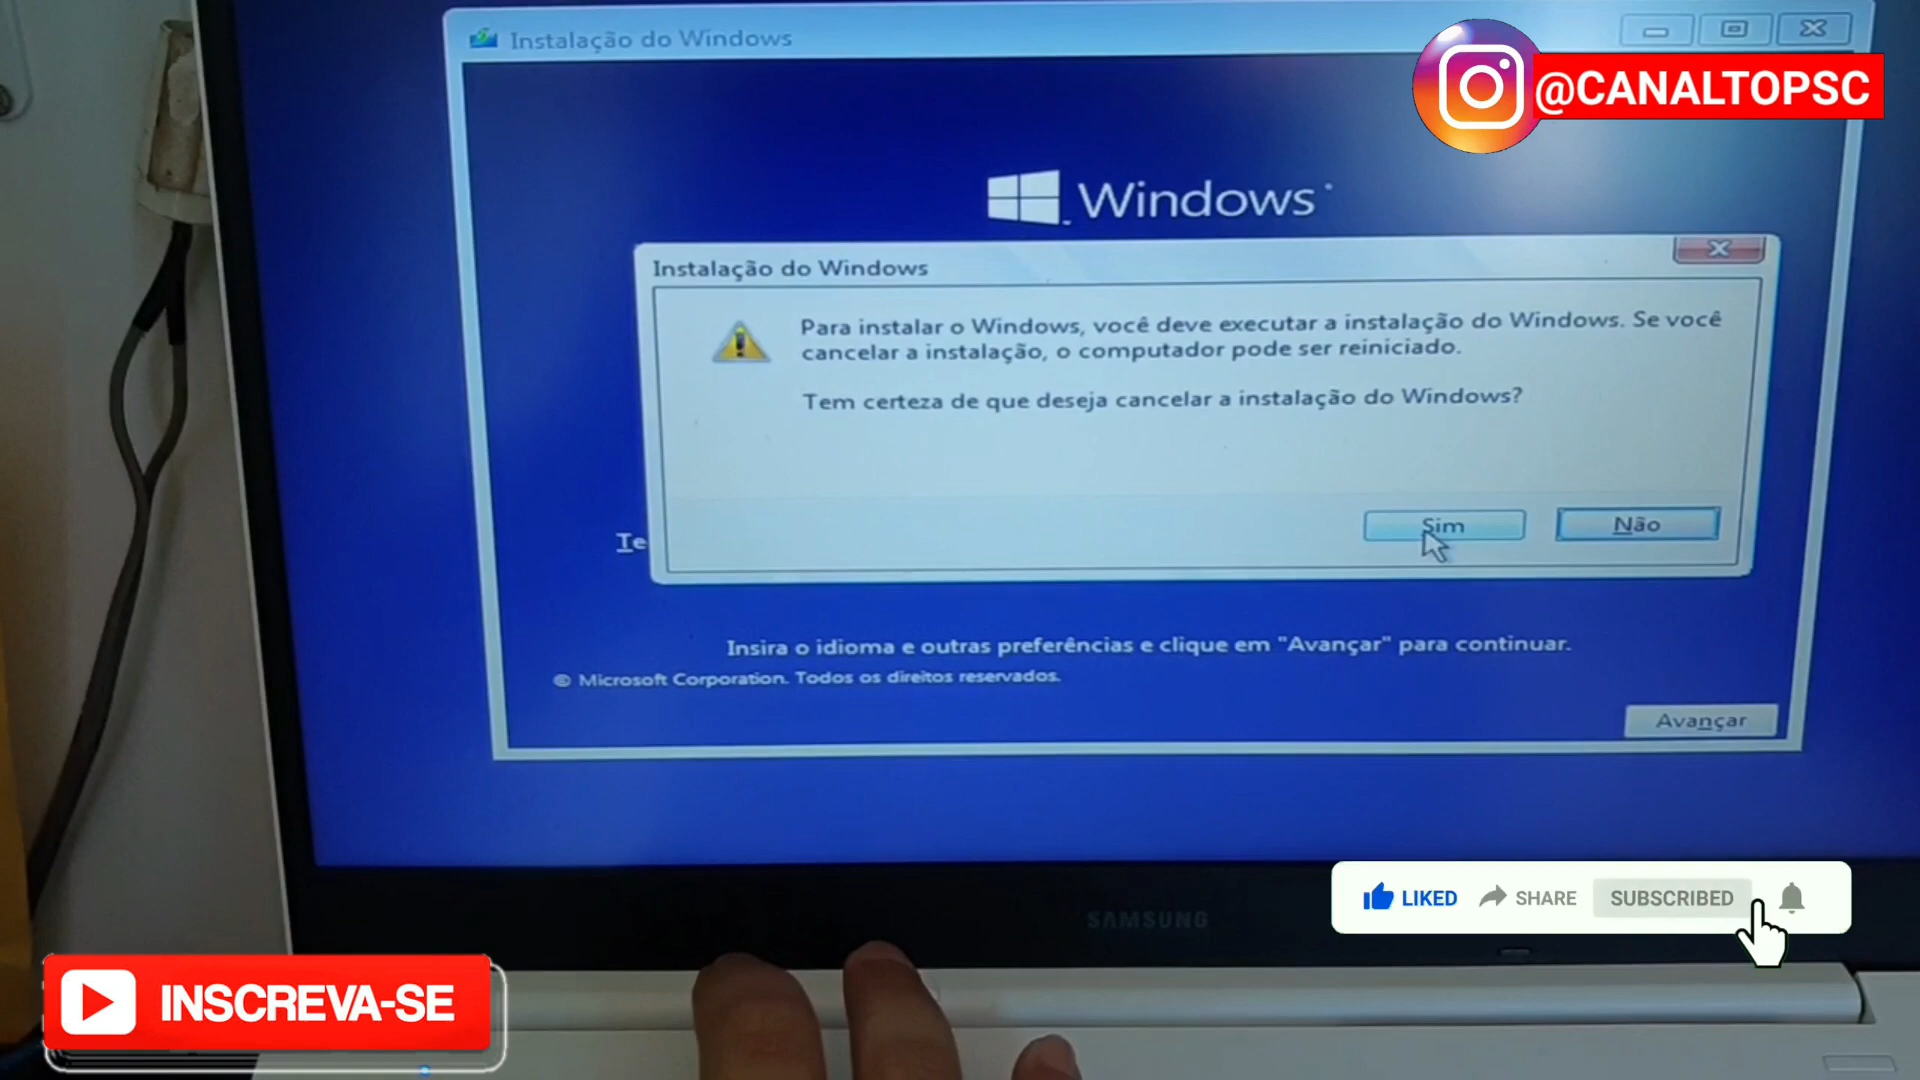 Instalação do Windows
@CANALTOPSC
Windows
Instalação do Windows
Para instalar o Windows, você deve executar a instalação do Windows. Se você
cancelar a instalação, o computador pode ser reiniciado.
Tem certeza de que deseja cancelar a instalação do Windows?
Sim
Não
Te
Insira o idioma e outras preferências e clique em "Avançar" para continuar.
© Microsoft Corporation. Todos os direitos reservados.
Avançar
LIKED
SHARE
SUBSCRIBED
SAMSUNG
INSCREVA-SE